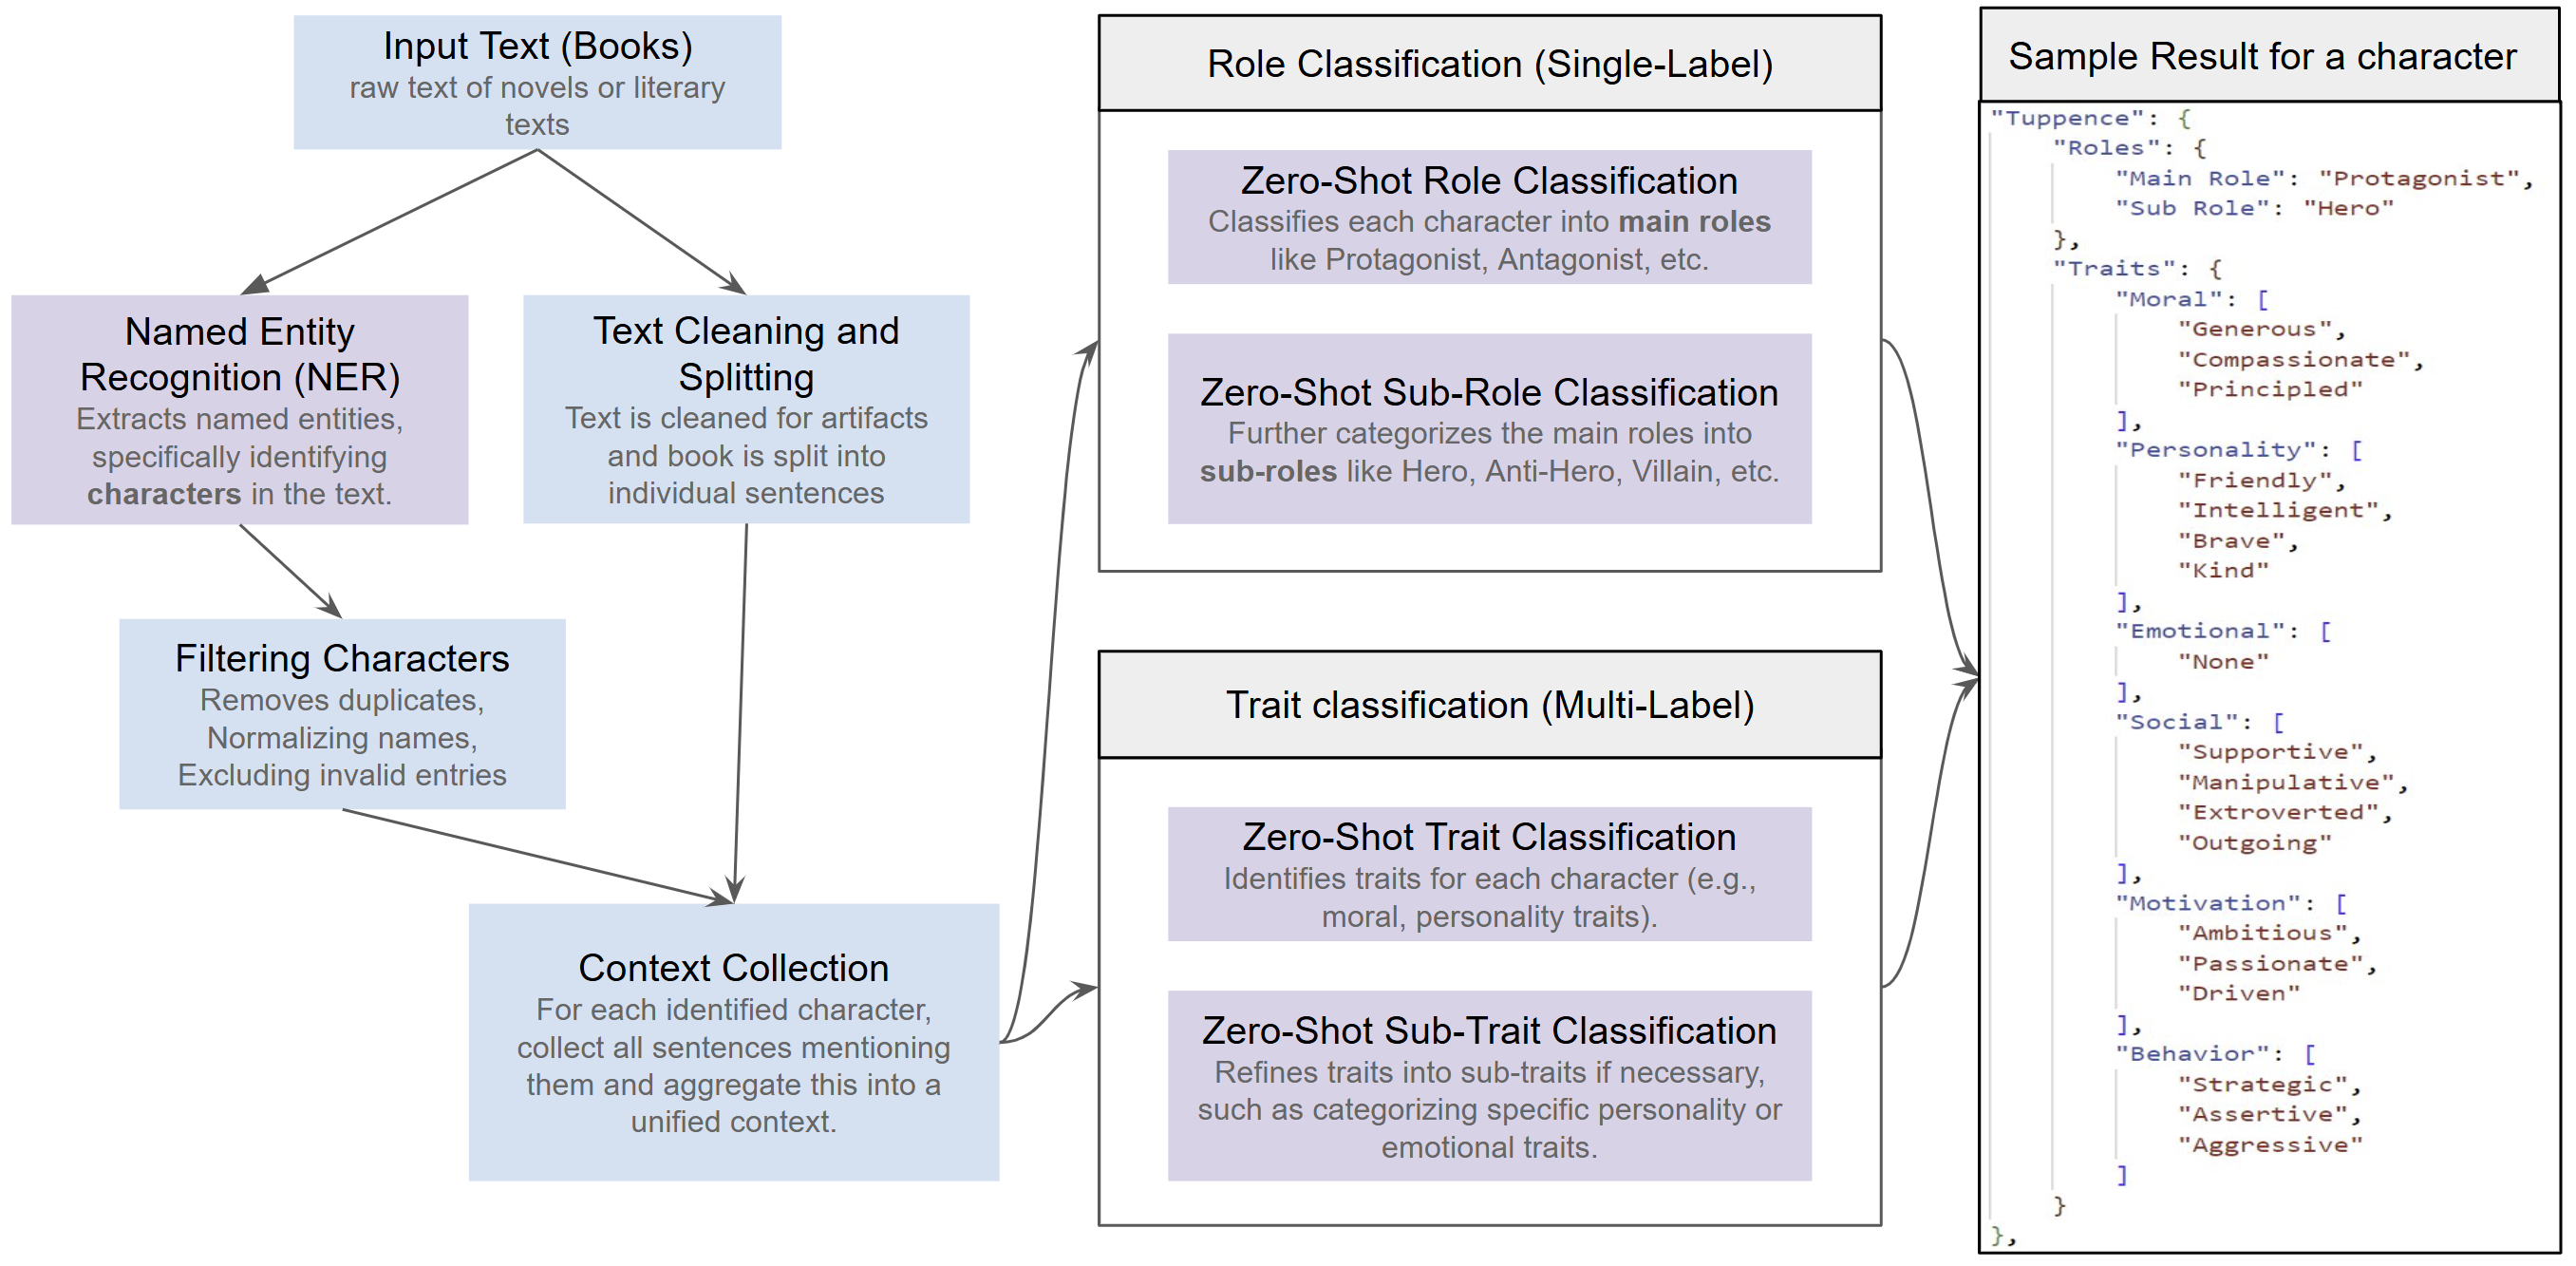 Input Text (Books)
raw text of novels or literary
texts
Named Entity
Recognition (NER)
Extracts named entities,
specifically identifying
characters in the text.
Text Cleaning and
Splitting
Text is cleaned for artifacts
and book is split into
individual sentences
Filtering Characters
Removes duplicates,
Normalizing names,
Excluding invalid entries
Context Collection
For each identified character,
collect all sentences mentioning
them and aggregate this into a
unified context.
Role Classification (Single-Label)
Zero-Shot Role Classification
Classifies each character into main roles
like Protagonist, Antagonist, etc.
Zero-Shot Sub-Role Classification
Further categorizes the main roles into
sub-roles like Hero, Anti-Hero, Villain, etc.
Trait classification (Multi-Label)
Zero-Shot Trait Classification
Identifies traits for each character (e.g.,
moral, personality traits).
Zero-Shot Sub-Trait Classification
Refines traits into sub-traits if necessary,
such as categorizing specific personality or
emotional traits.
Sample Result for a character
"Tuppence": {
"Roles": {
"Main Role": "Protagonist",
"Sub Role": "Hero"
},
"Traits": {
"Moral": [
"Generous",
"Compassionate",
"Principled"
],
"Personality": [
"Friendly",
"Intelligent",
"Brave",
"Kind"
],
"Emotional": [
"None"
],
"Social": [
"Supportive",
"Manipulative",
"Extroverted",
"Outgoing"
],
"Motivation": [
"Ambitious",
"Passionate",
"Driven"
],
"Behavior": [
"Strategic",
"Assertive",
"Aggressive"
]
}
},